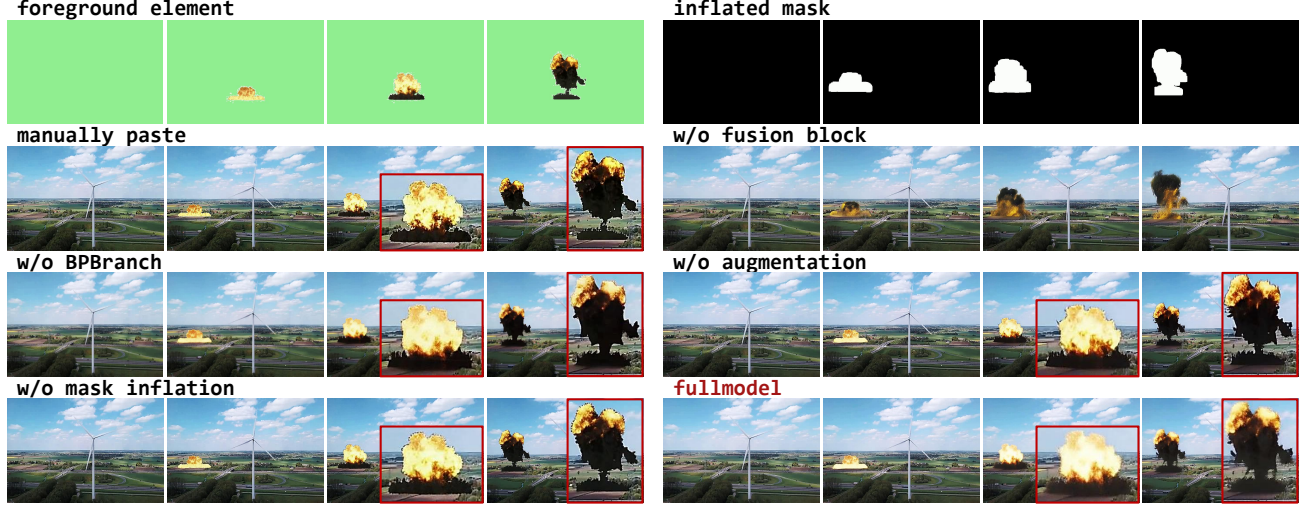 foreground element
inflated mask
manually paste
w/o fusion block
w/o BPBranch
w/o augmentation
w/o mask inflation
fullmodel